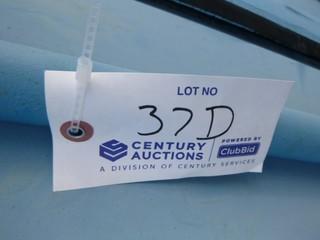 LOT NO
37D
CENTURY AUCTIONS
POWERED BY
ClubBid
A DIVISION OF CENTURY SERVICES